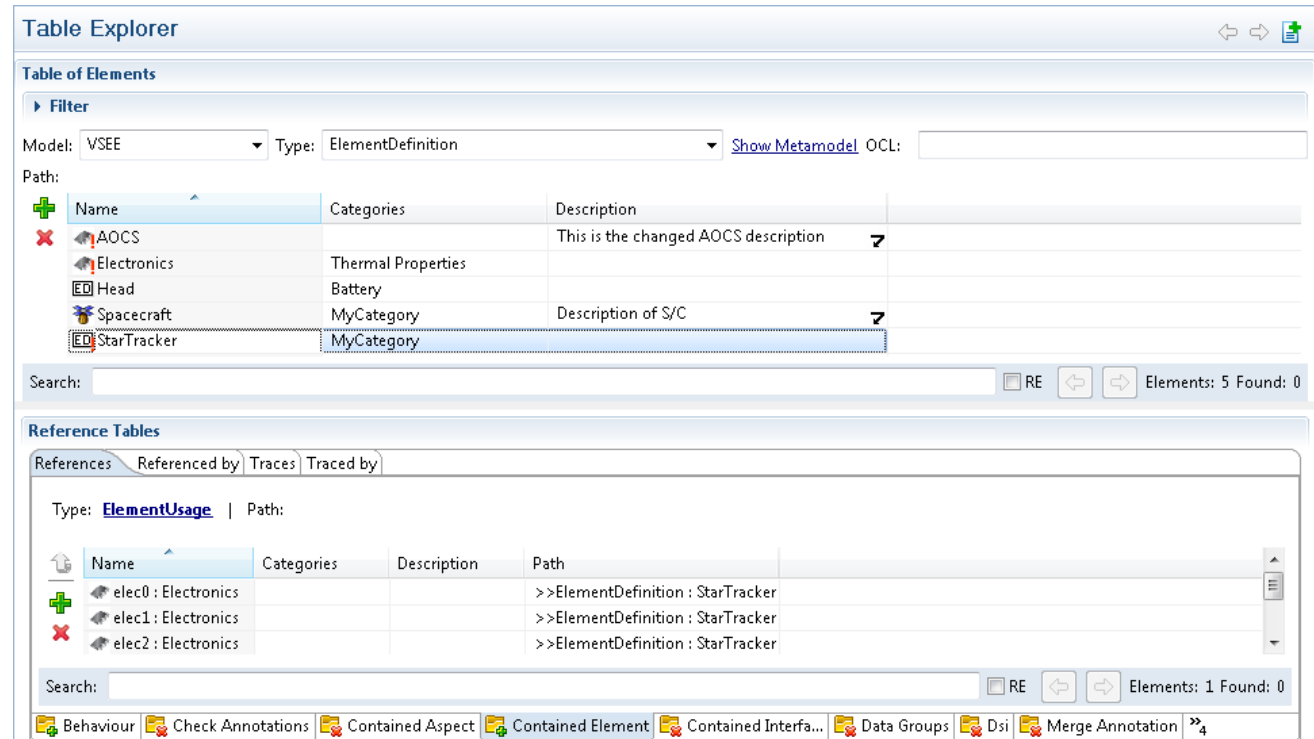 Table Explorer
Table of Elements
Filter
Model: VSEE Type: ElementDefinition Show Metamodel OCL:
Path:
Name Categories Description
AOCS This is the changed AOCS description
Electronics Thermal Properties
ED Head Battery
Spacecraft MyCategory Description of S/C
ED StarTracker MyCategory
Search: RE Elements: 5 Found: 0
Reference Tables
References Referenced by Traces Traced by
Type: ElementUsage | Path:
Name Categories Description Path
elec0 : Electronics >>ElementDefinition : StarTracker
elec1 : Electronics >>ElementDefinition : StarTracker
elec2 : Electronics >>ElementDefinition : StarTracker
Search: RE Elements: 1 Found: 0
Behaviour Check Annotations Contained Aspect Contained Element Contained Interfa... Data Groups Dsi Merge Annotation »4